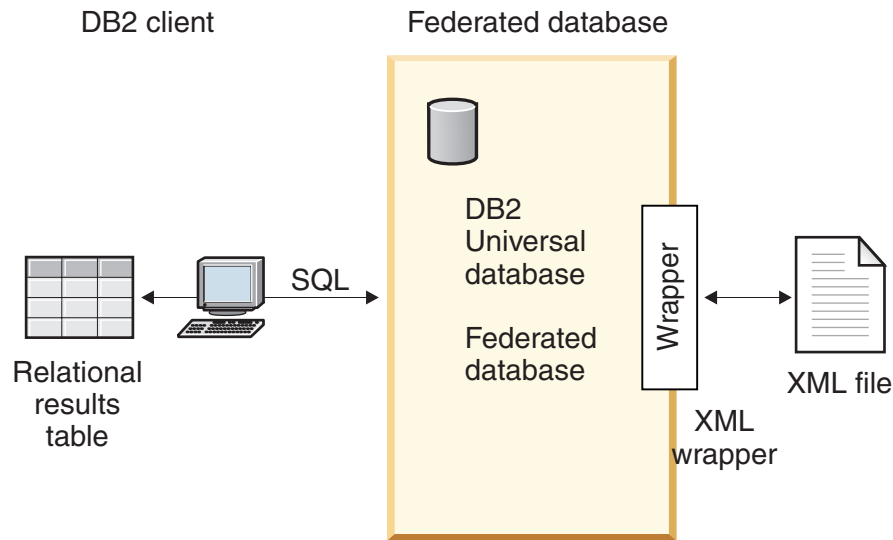 DB2 client
Federated database
DB2
Universal
database
Federated
database
SQL
Wrapper
Relational
results
table
XML file
XML
wrapper